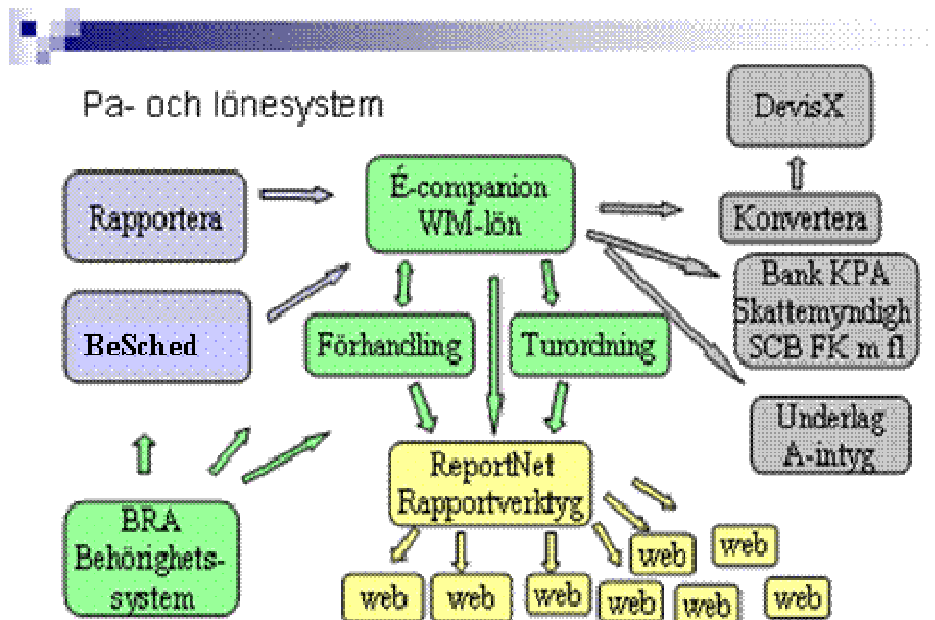 Pa- och lönesystem
DevisX
Rapportera
É-companion
WM-lön
Konvertera
BeSched
Förhandling
Turordning
Bank KPA
Skattemyndigh
SCB FK m fl
Underlag
A-intyg
ReportNet
Rapportverktyg
BRA
Behörighets-
system
web
web
web
web
web
web
web
web